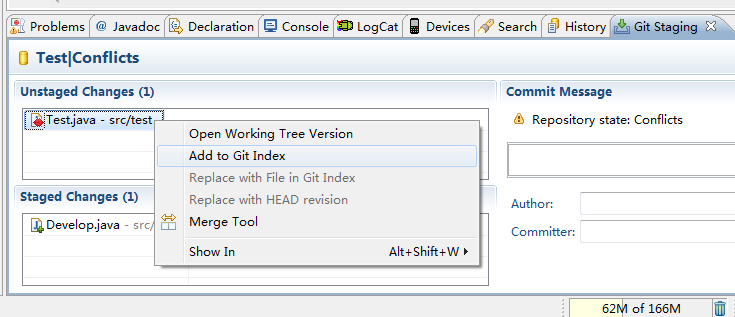 Problems @ Javadoc Declaration Console LogCat Devices Search History Git Staging
Test|Conflicts
Unstaged Changes (1)
Commit Message
Test.java - src/test
Repository state: Conflicts
Open Working Tree Version
Add to Git Index
Replace with File in Git Index
Replace with HEAD revision
Staged Changes (1)
Author:
Merge Tool
Develop.java - src/
Committer:
Show In Alt+Shift+W
62M of 166M